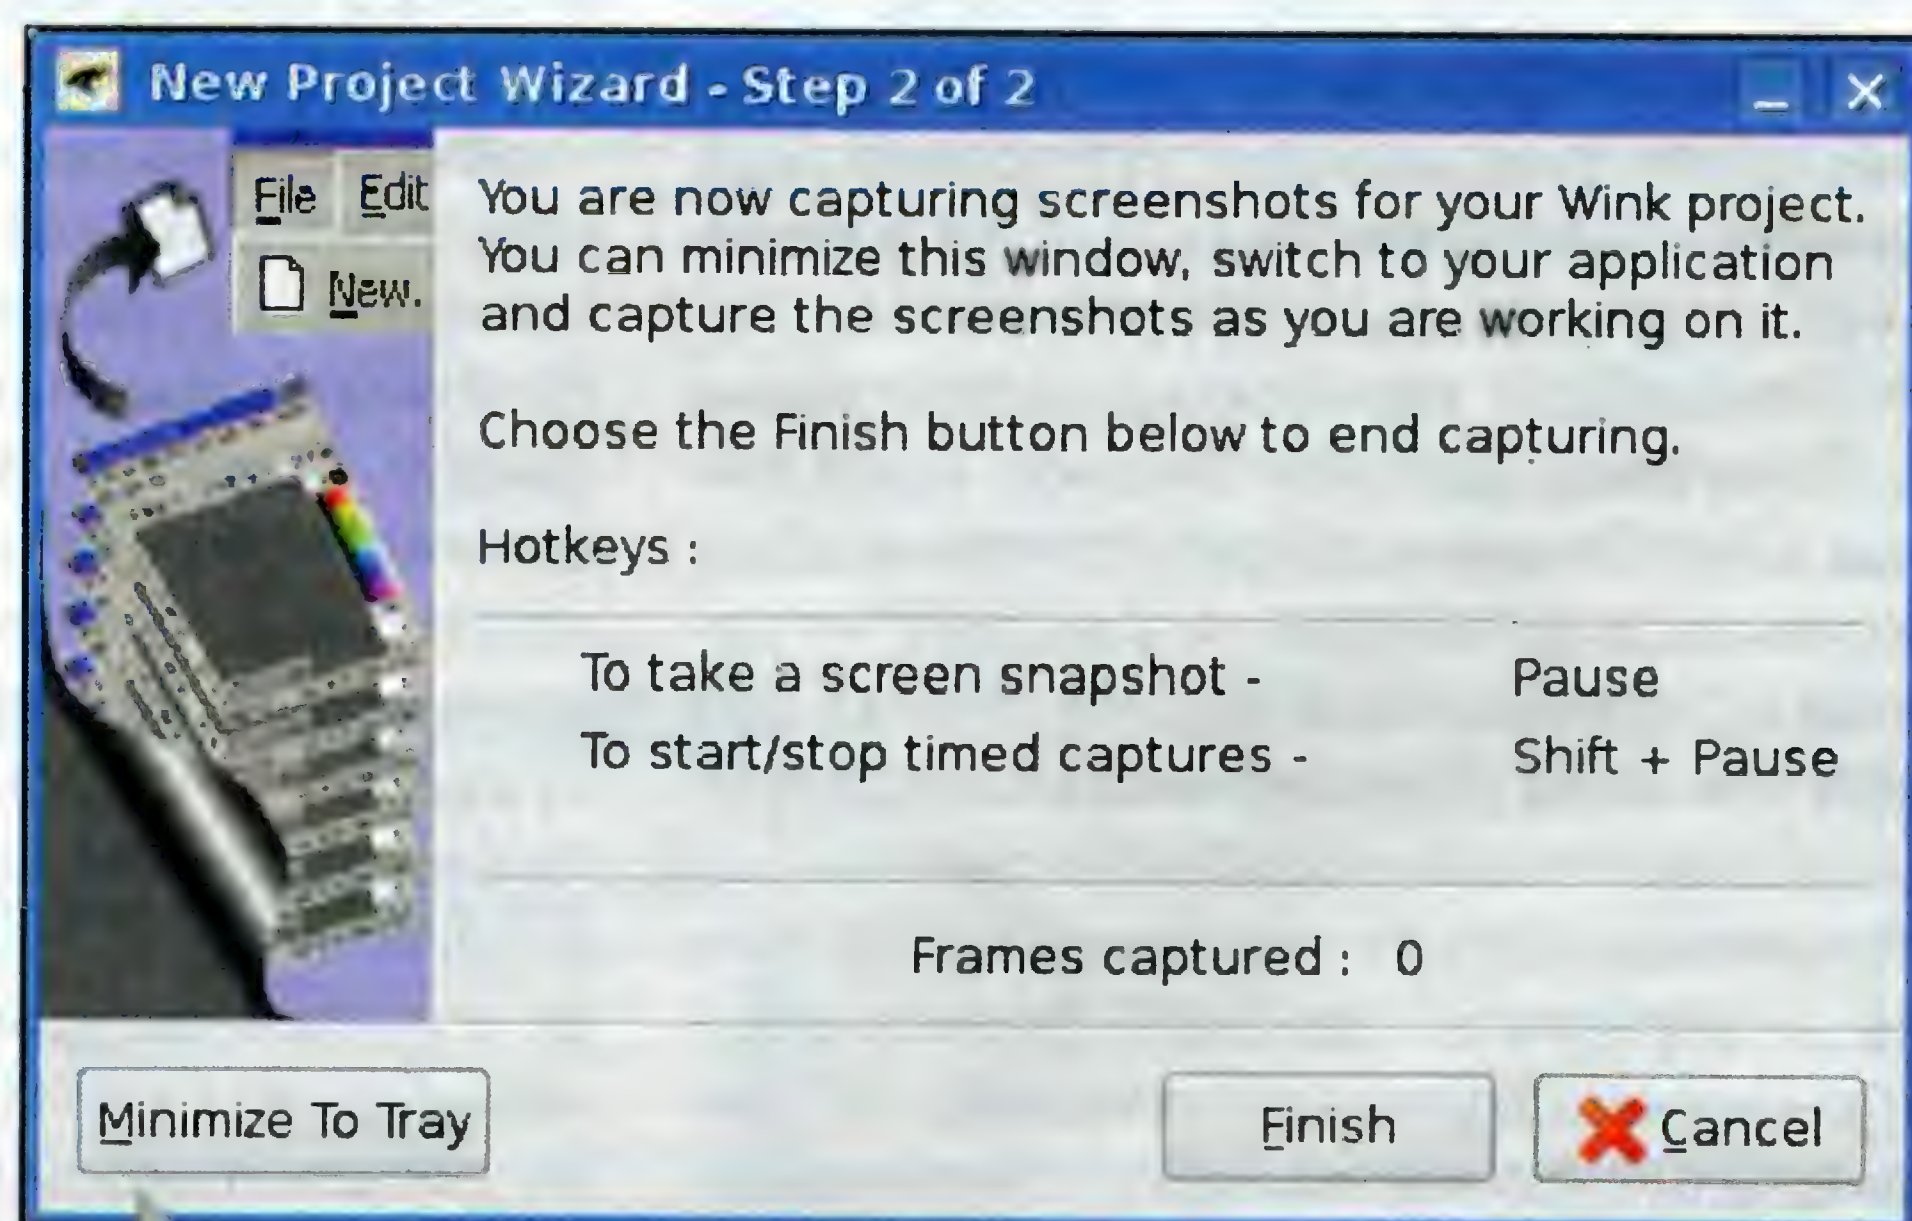 New Project Wizard - Step 2 of 2
File Edit
New.
You are now capturing screenshots for your Wink project.
You can minimize this window, switch to your application
and capture the screenshots as you are working on it.
Choose the Finish button below to end capturing.
Hotkeys :
To take a screen snapshot - Pause
To start/stop timed captures - Shift + Pause
Frames captured : 0
Minimize To Tray Finish Cancel